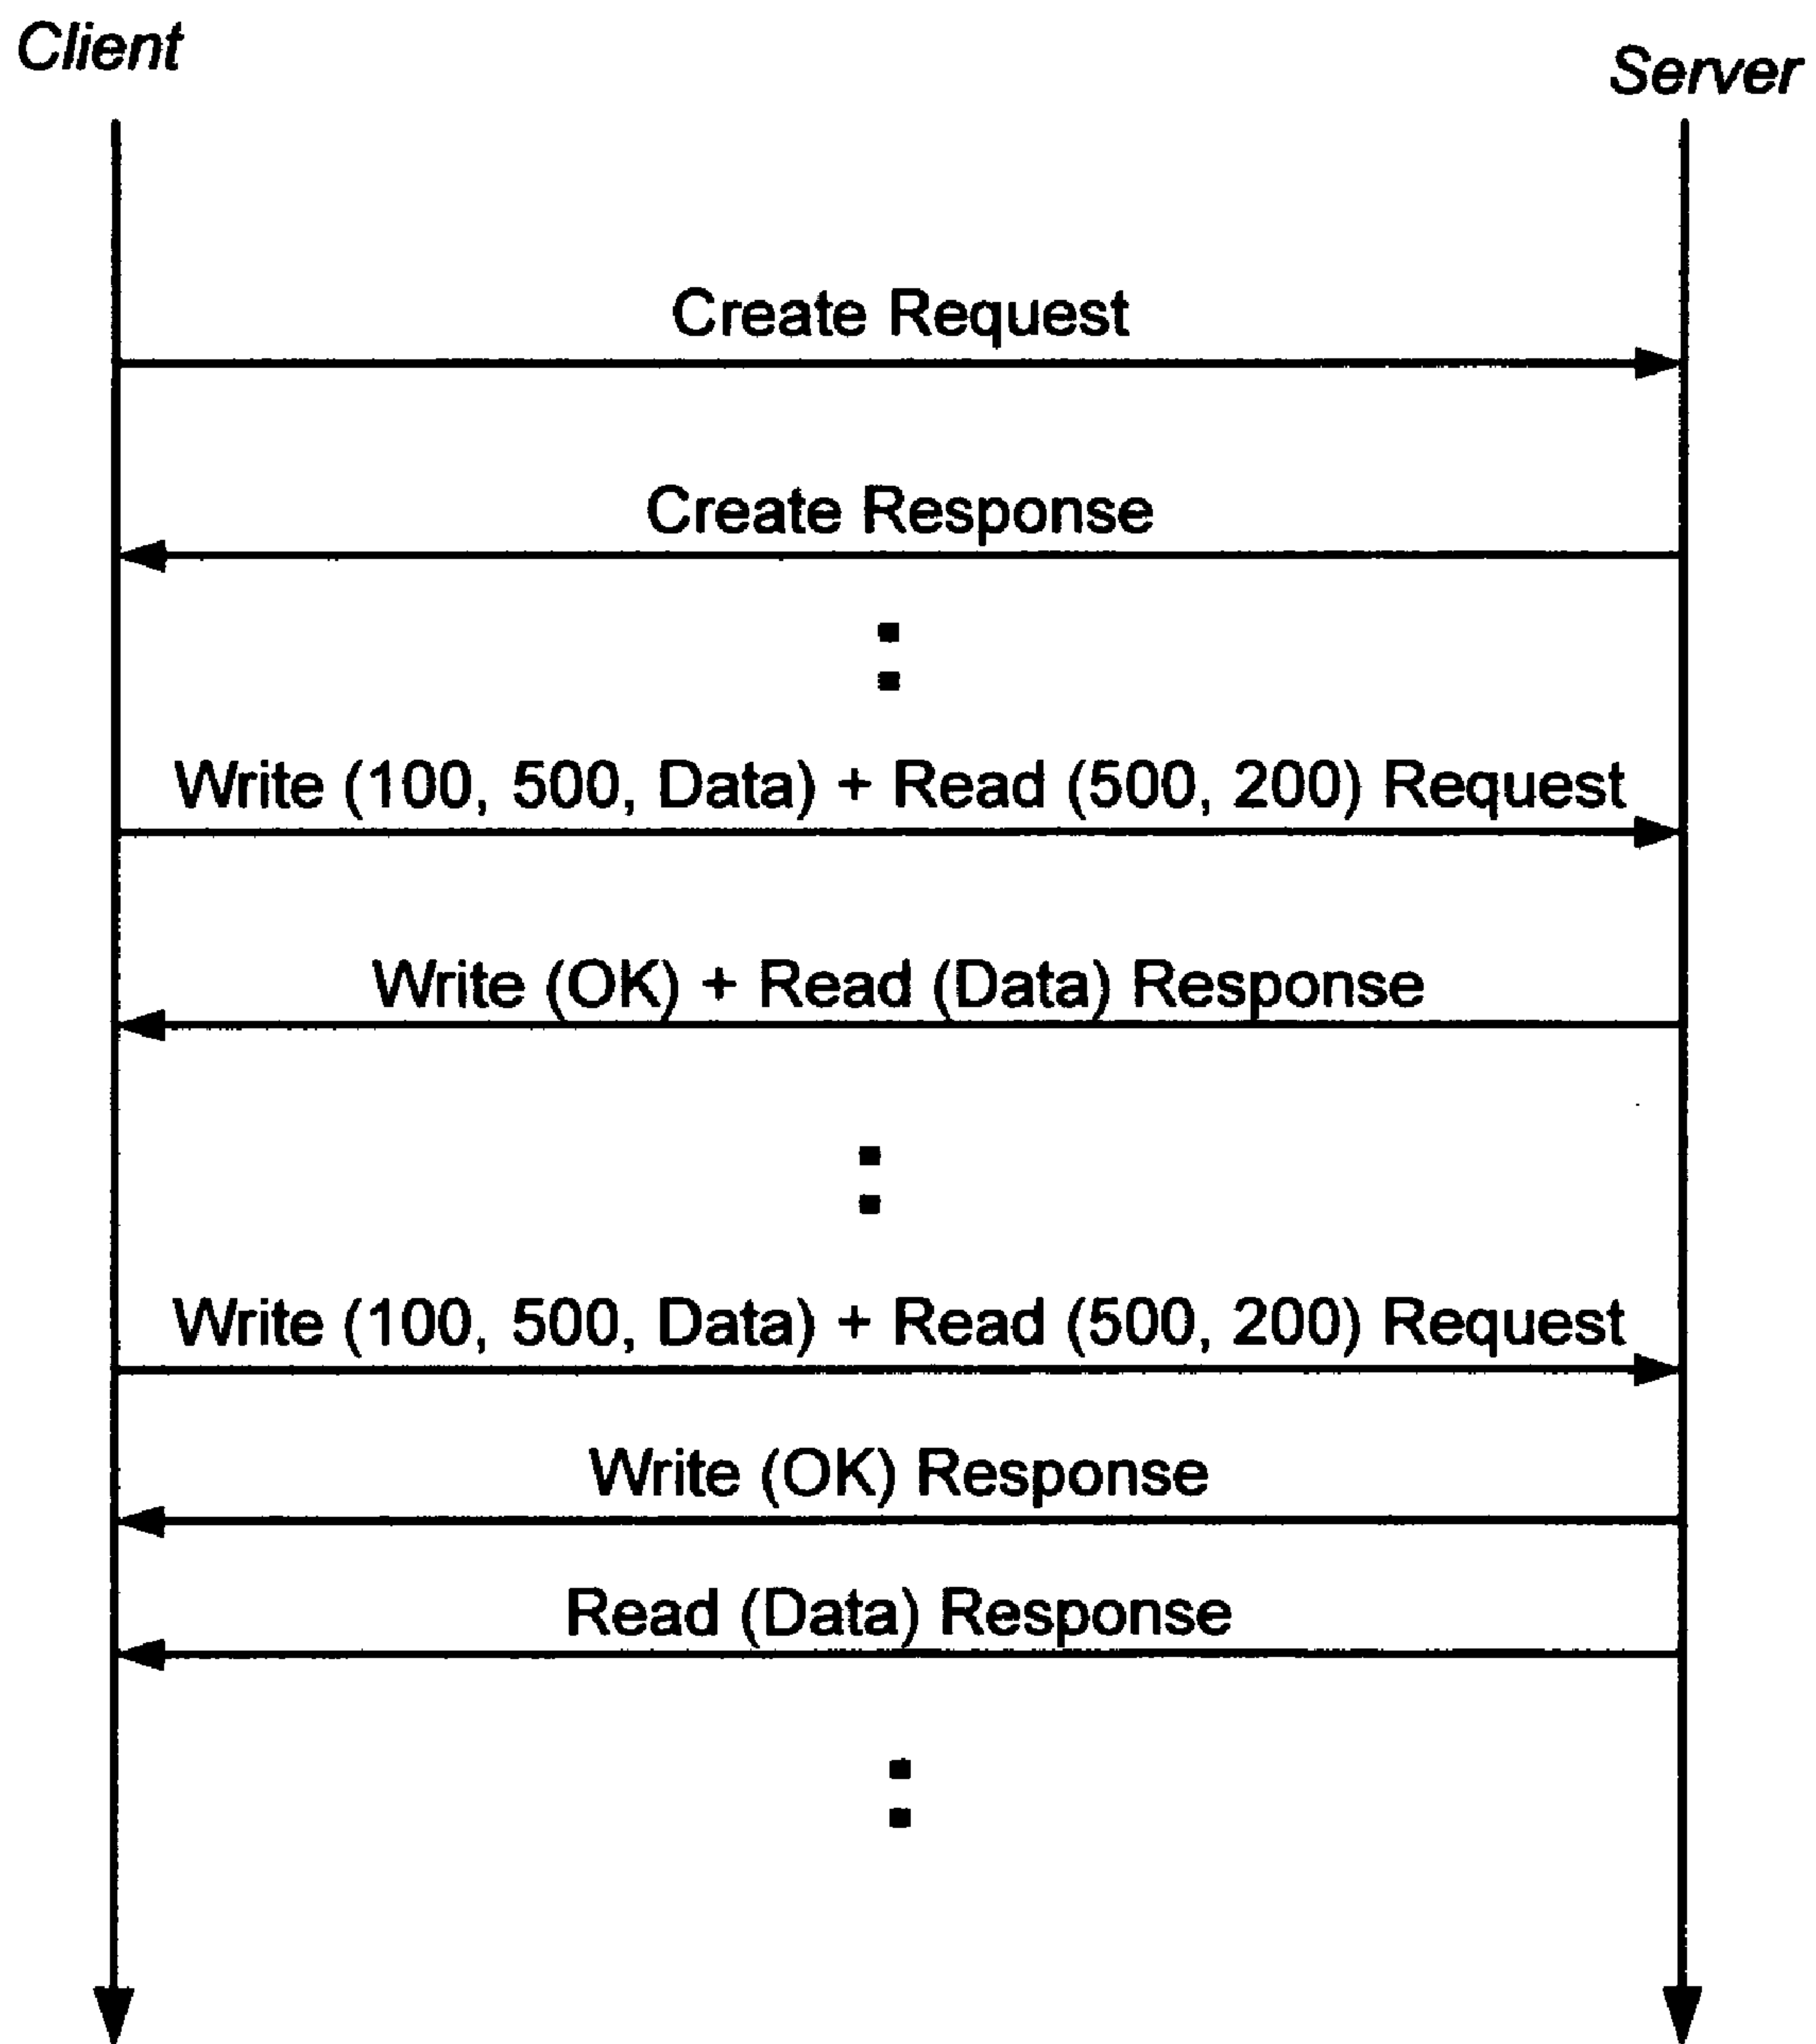 Client
Server
Create Request
Create Response
Write (100, 500, Data) + Read (500, 200) Request
Write (OK) + Read (Data) Response
Write (100, 500, Data) + Read (500, 200) Request
Write (OK) Response
Read (Data) Response